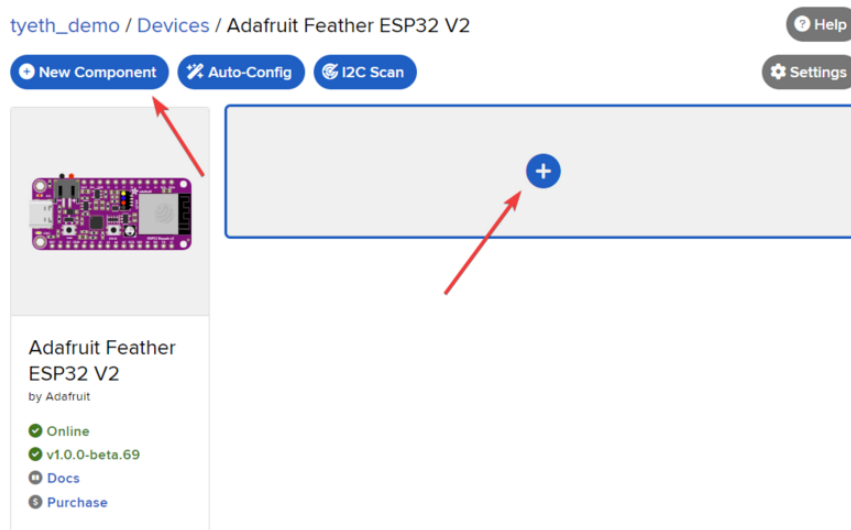 tyeth_demo / Devices / Adafruit Feather ESP32 V2
Help
New Component
Auto-Config
I2C Scan
Settings
Adafruit Feather
ESP32 V2
by Adafruit
Online
v1.0.0-beta.69
Docs
Purchase